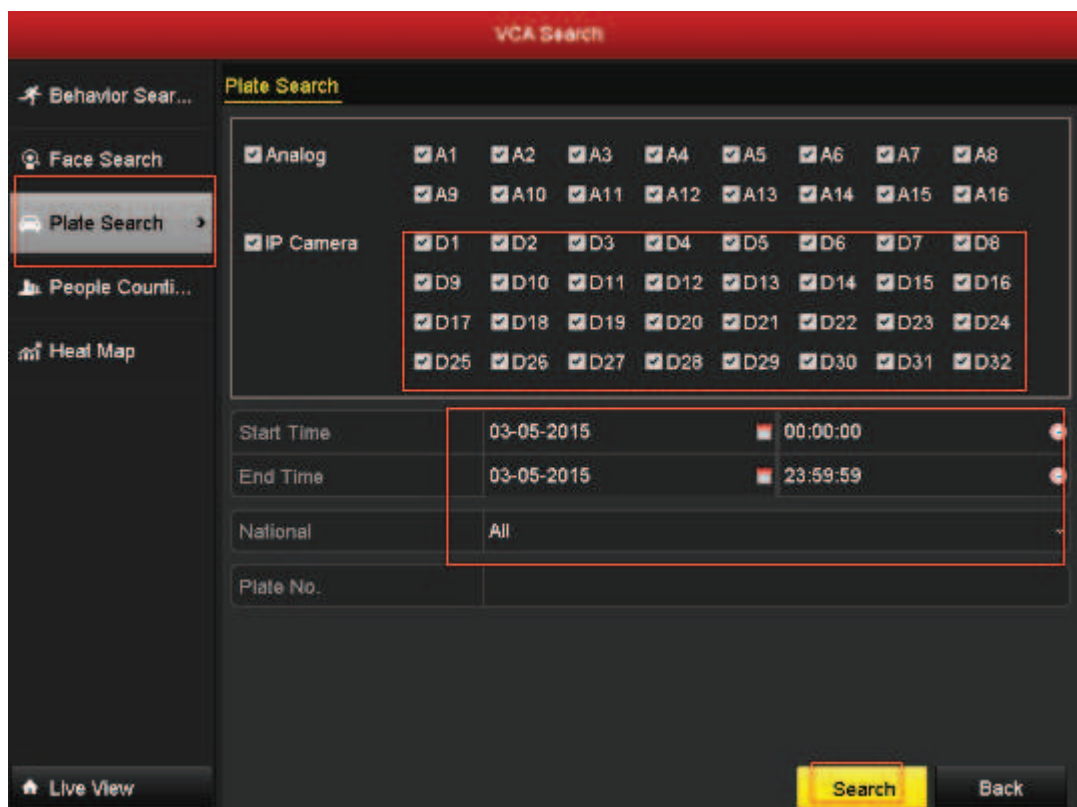 VCA Search
Behavior Sear...
Face Search
Plate Search
People Counti...
Heat Map
Live View
Plate Search
Analog A1 A2 A3 A4 A5 A6 A7 A8
A9 A10 A11 A12 A13 A14 A15 A16
IP Camera D1 D2 D3 D4 D5 D6 D7 D8
D9 D10 D11 D12 D13 D14 D15 D16
D17 D18 D19 D20 D21 D22 D23 D24
D25 D26 D27 D28 D29 D30 D31 D32
Start Time 03-05-2015 00:00:00
End Time 03-05-2015 23:59:59
National All
Plate No.
Search Back